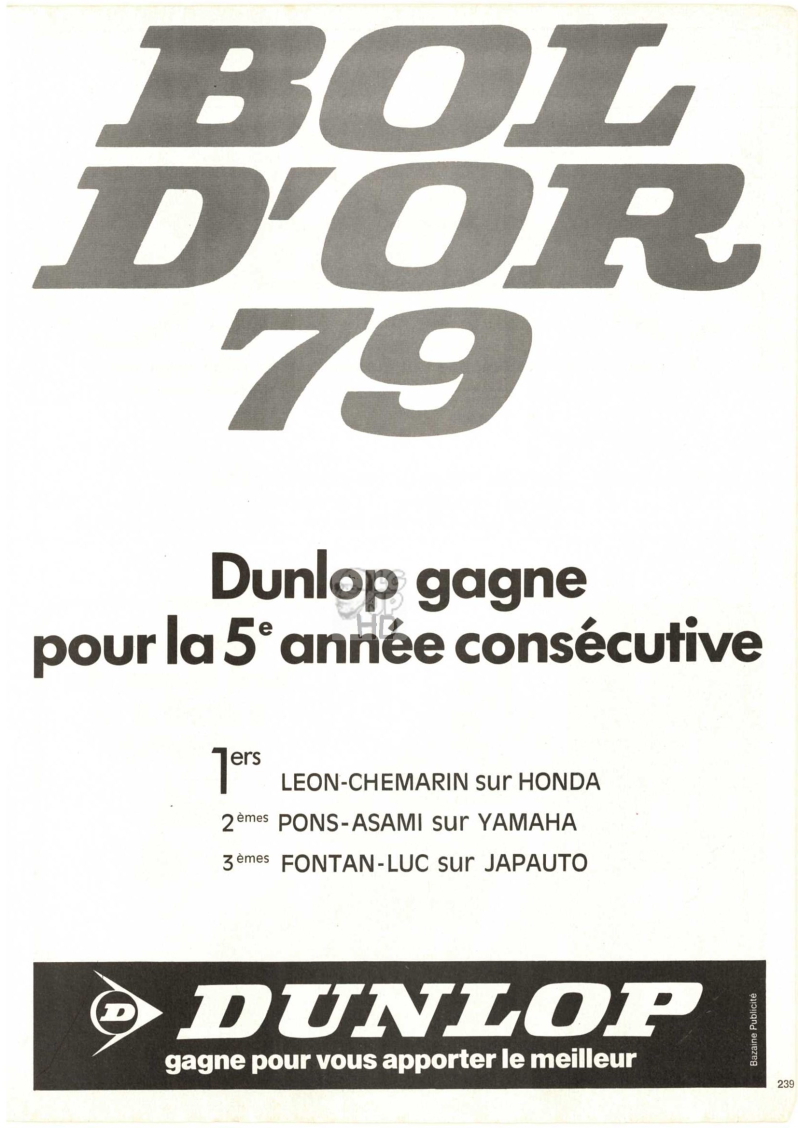 BOL
D'OR
79
Dunlop gagne
pour la 5e année consécutive
1ers LEON-CHEMARIN sur HONDA
2èmes PONS-ASAMI sur YAMAHA
3èmes FONTAN-LUC sur JAPAUTO
D DUNLOP
gagne pour vous apporter le meilleur
Bazaine Publicité
239
HD